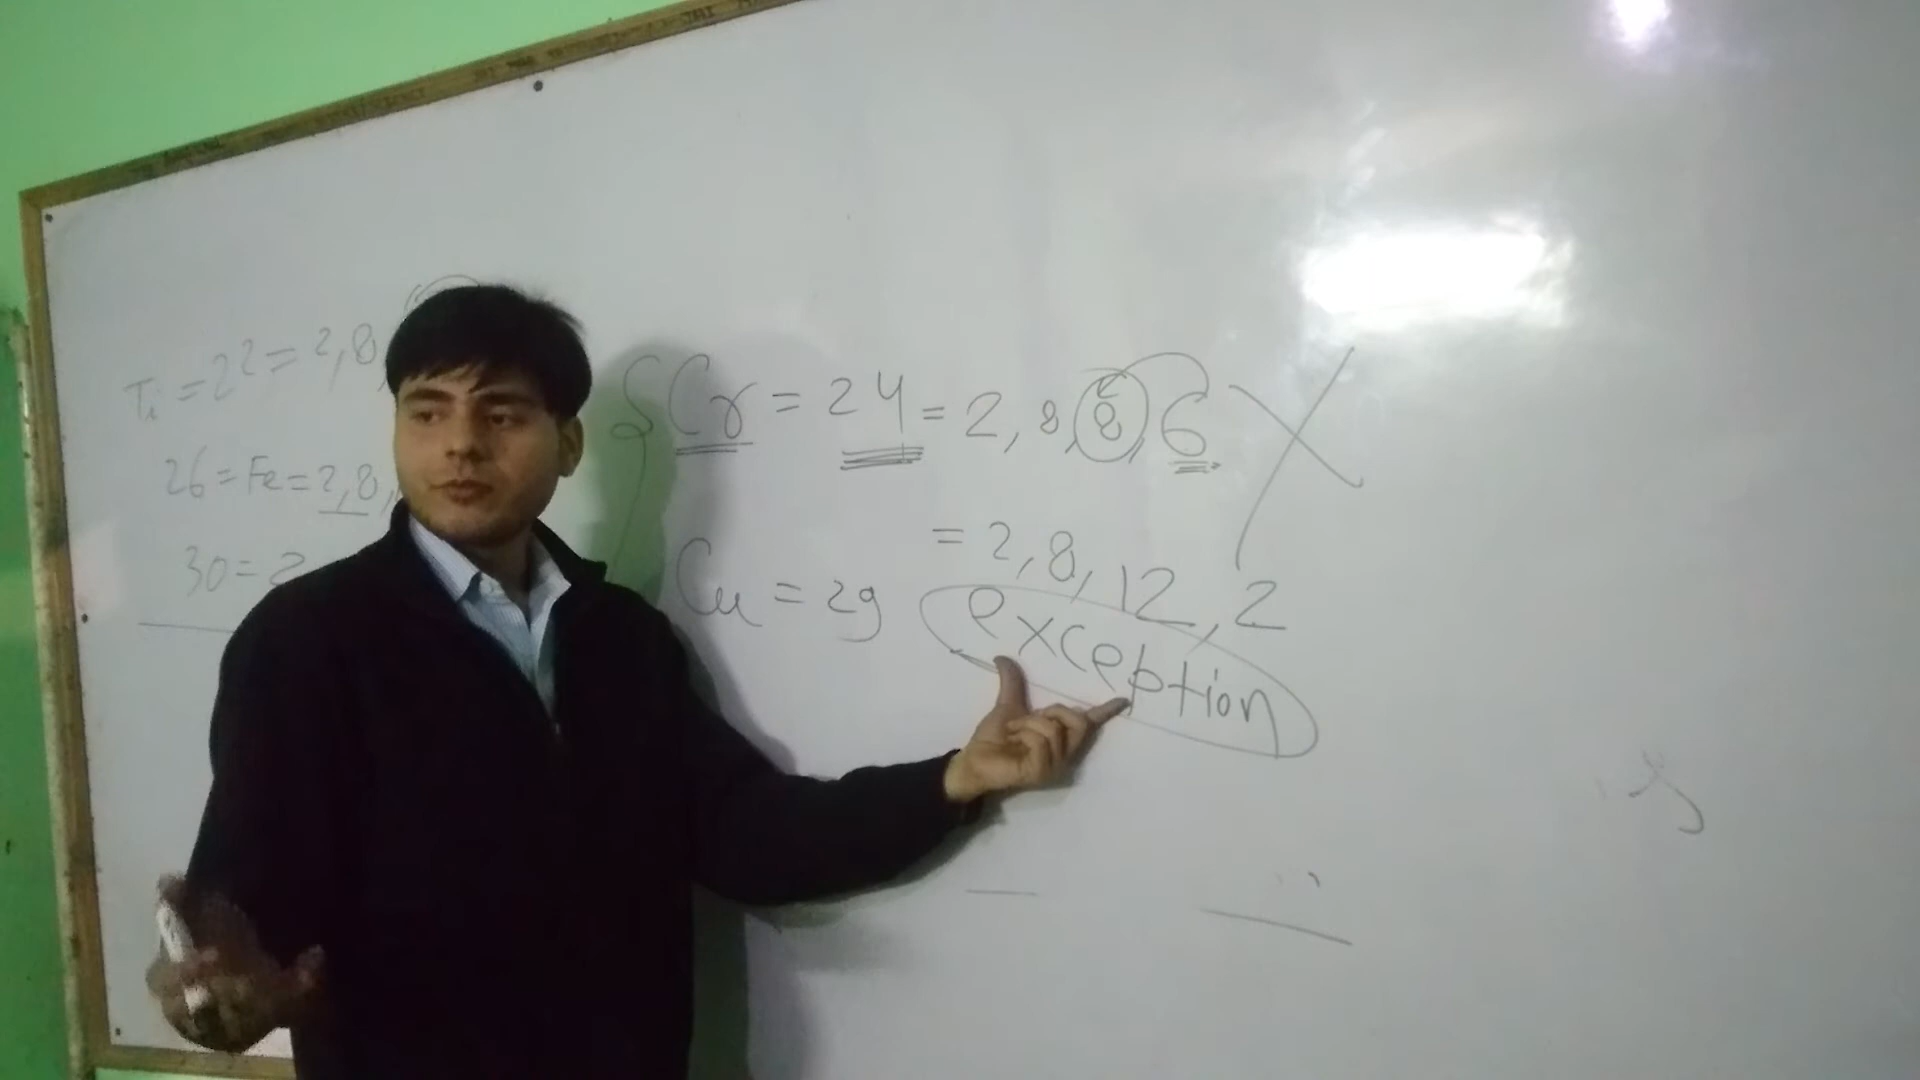 Ti = 22 = 2, 8,
26 = Fe = 2, 8,
30 = 2
Cr = 24 = 2, 8, 8, 6 X
= 2, 8, 12, 2
Cu = 29
exception